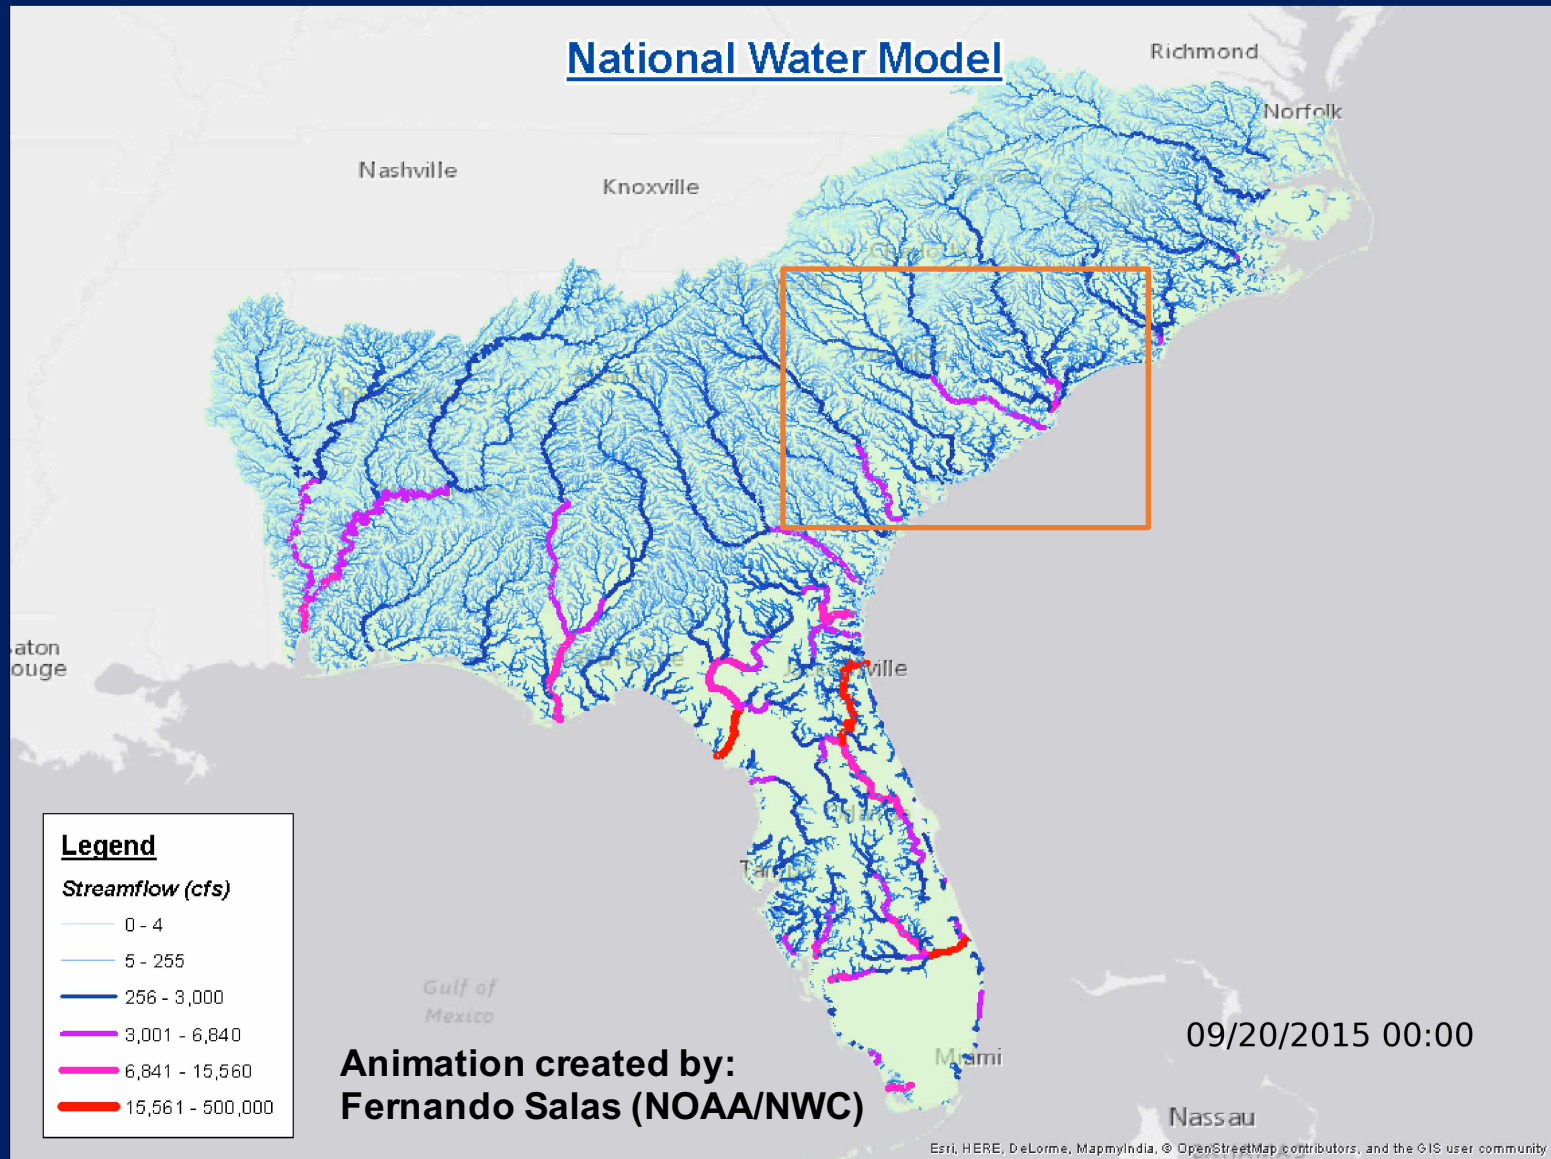 National Water Model
Richmond
Norfolk
Nashville
Knoxville
aton
ouge
ville
Orlando
Tampa
Legend
Streamflow (cfs)
0 - 4
5 - 255
256 - 3,000
3,001 - 6,840
6,841 - 15,560
15,561 - 500,000
Gulf of
Mexico
09/20/2015 00:00
Animation created by:
Fernando Salas (NOAA/NWC)
Miami
Nassau
Esri, HERE, DeLorme, MapmyIndia, © OpenStreetMap contributors, and the GIS user community